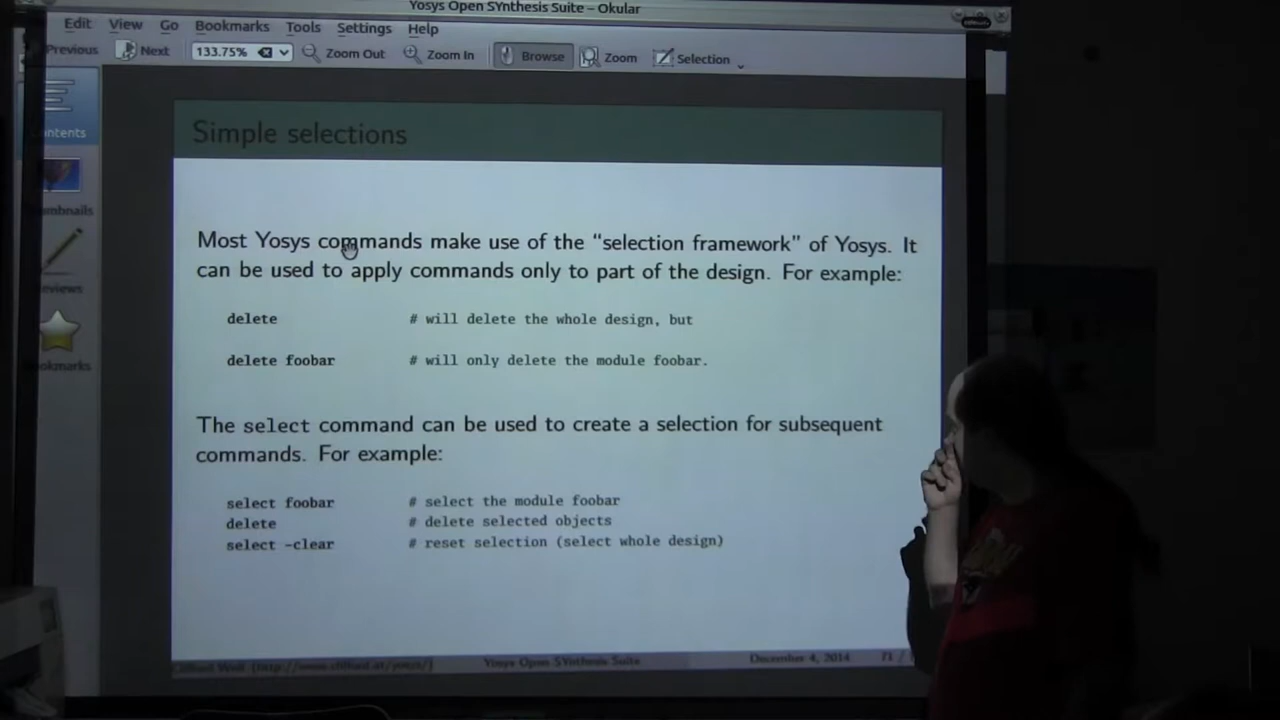 Yosys Open SYnthesis Suite – Okular
Edit View Go Bookmarks Tools Settings Help
Previous Next 133.75% Zoom Out Zoom In Browse Zoom Selection
Simple selections
Most Yosys commands make use of the “selection framework” of Yosys. It
can be used to apply commands only to part of the design. For example:
delete # will delete the whole design, but
delete foobar # will only delete the module foobar.
The select command can be used to create a selection for subsequent
commands. For example:
select foobar # select the module foobar
delete # delete selected objects
select -clear # reset selection (select whole design)
Yosys Open SYnthesis Suite December 4, 2014 71 /